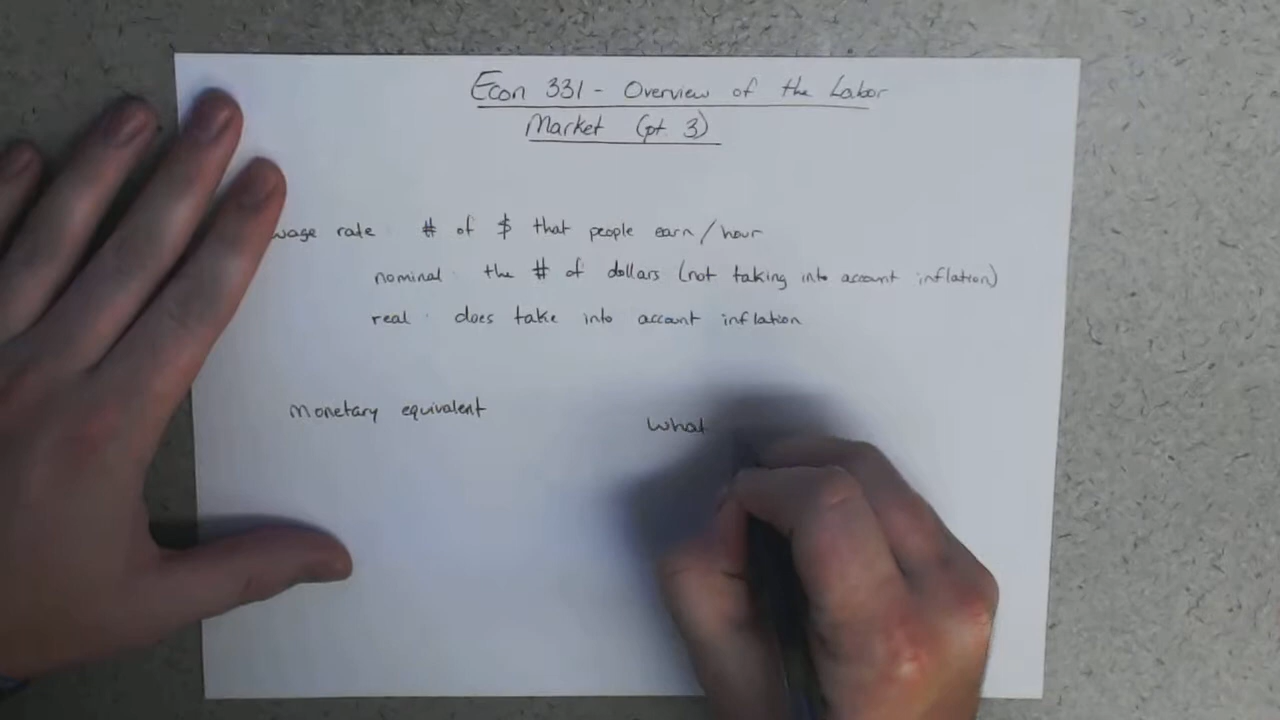 Econ 331 - Overview of the Labor
Market (pt 3)
wage rate : # of $ that people earn/hour
nominal : the # of dollars (not taking into account inflation)
real : does take into account inflation
Monetary equivalent
What